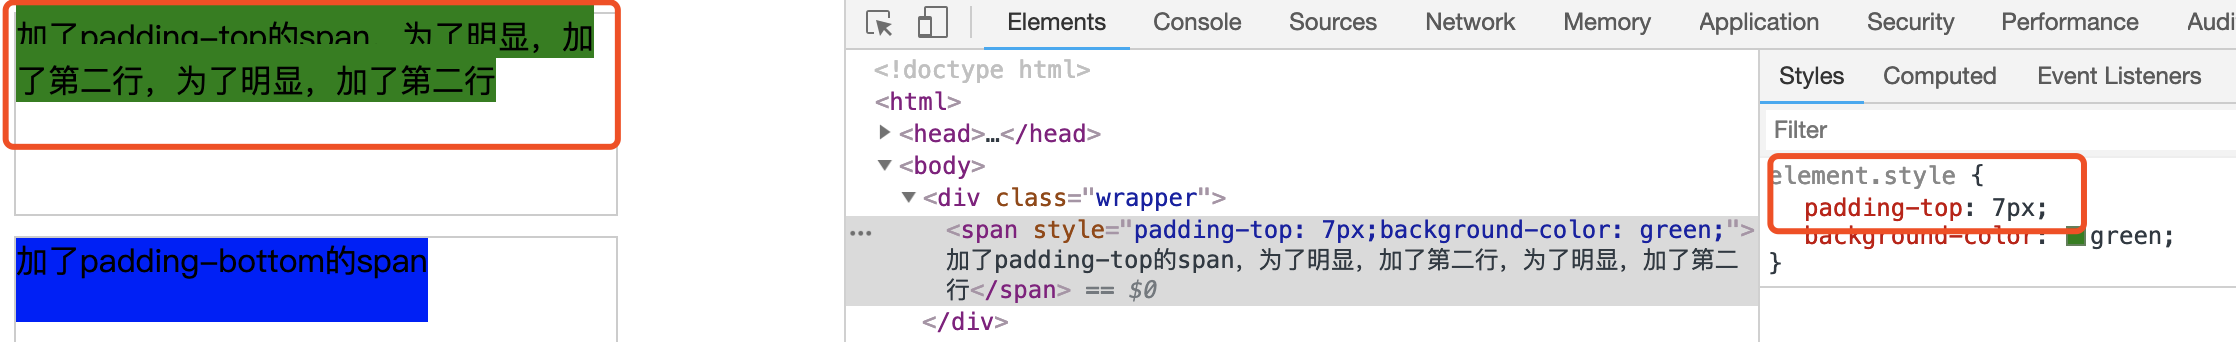 加了padding-top的span，为了明显，加
了第二行，为了明显，加了第二行
加了padding-bottom的span
Elements Console Sources Network Memory Application Security Performance Audi
<!doctype html>
<html>
<head>…</head>
<body>
<div class="wrapper">
<span style="padding-top: 7px;background-color: green;">
加了padding-top的span，为了明显，加了第二行，为了明显，加了第二
行</span> == $0
</div>
Styles Computed Event Listeners
Filter
element.style {
padding-top: 7px;
background-color: green;
}